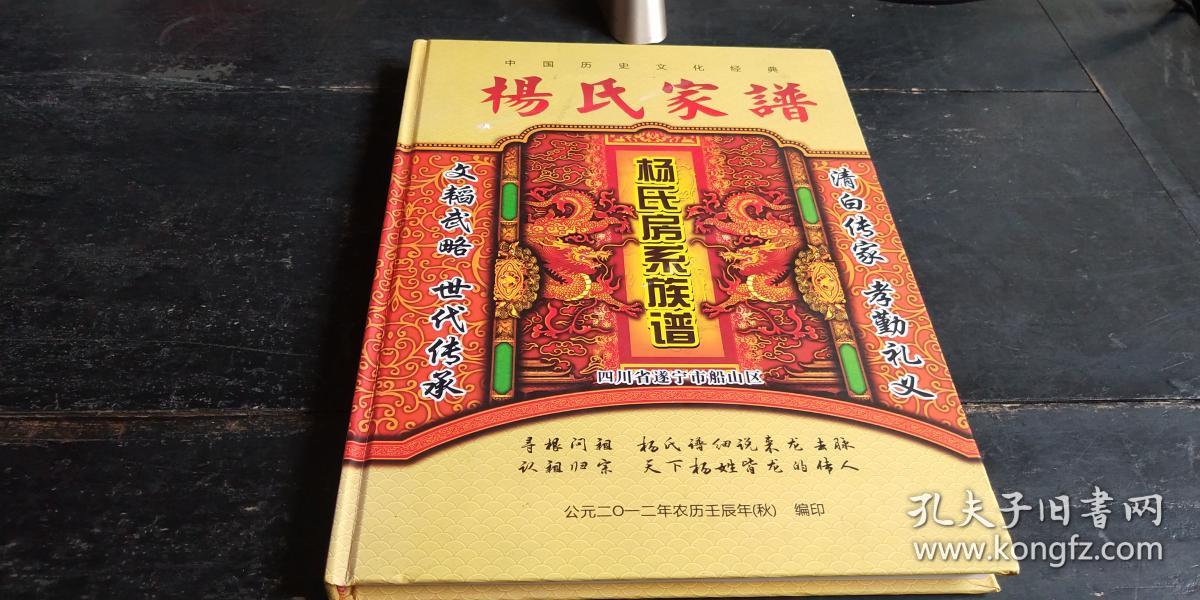 中国历史文化经典
楊氏家譜
杨氏房系族谱
文韬武略 世代传承
清白传家 孝勤礼义
四川省遂宁市船山区
寻根问祖 杨氏谱细说来龙去脉
认祖归宗 天下杨姓皆龙的传人
公元二〇一二年农历壬辰年(秋) 编印
孔夫子旧书网
www.kongfz.com